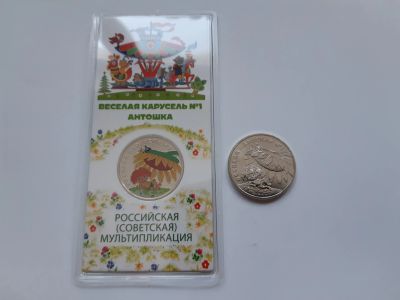 ВЕСЕЛАЯ КАРУСЕЛЬ №1
АНТОШКА
РОССИЙСКАЯ
(СОВЕТСКАЯ)
МУЛЬТИПЛИКАЦИЯ